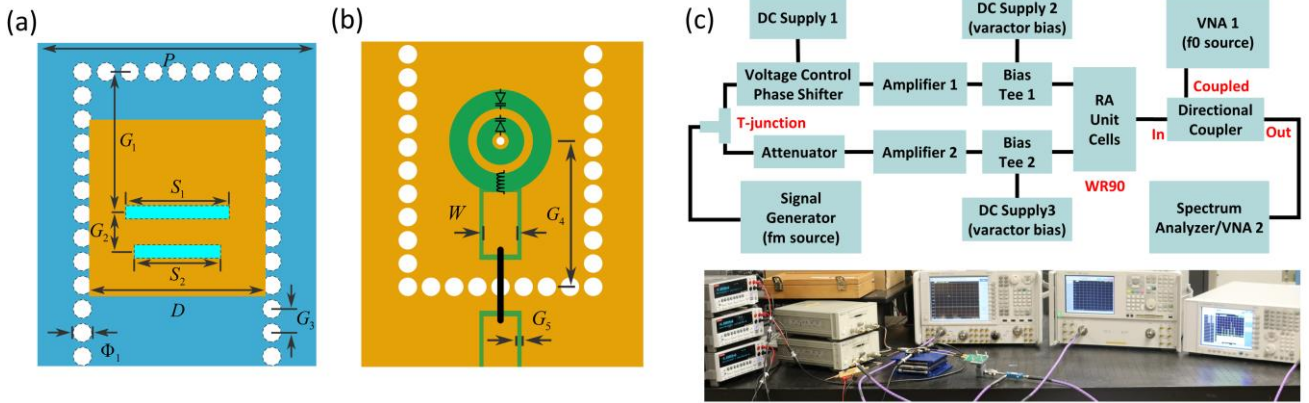 (a)
P
G₁
S₁
G₂
S₂
D
G₃
Φ₁
(b)
W
G₄
G₅
(c)
DC Supply 1
DC Supply 2
(varactor bias)
VNA 1
(f0 source)
Voltage Control
Phase Shifter
Amplifier 1
Bias
Tee 1
Coupled
T-junction
RA
Unit
Cells
In
Directional
Coupler
Out
Attenuator
Amplifier 2
Bias
Tee 2
WR90
Signal
Generator
(fm source)
DC Supply3
(varactor bias)
Spectrum
Analyzer/VNA 2